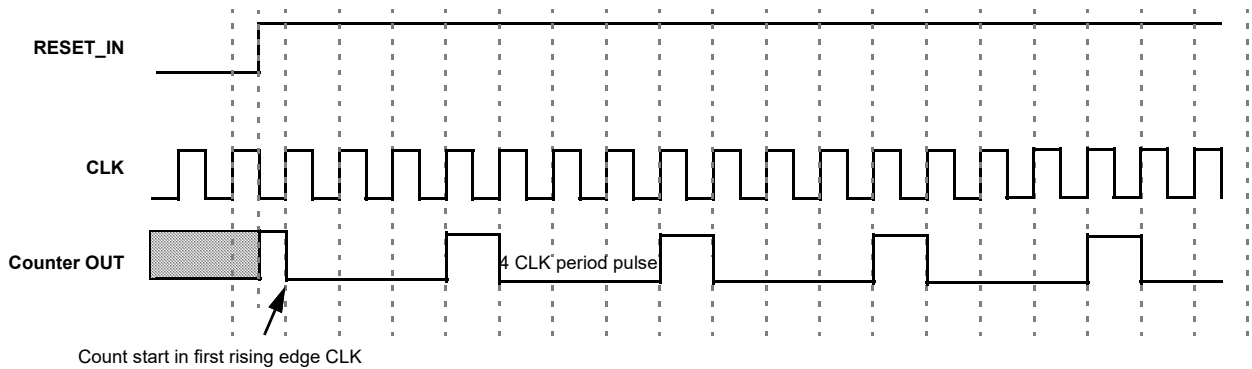 RESET_IN
CLK
Counter OUT
4 CLK period pulse
Count start in first rising edge CLK